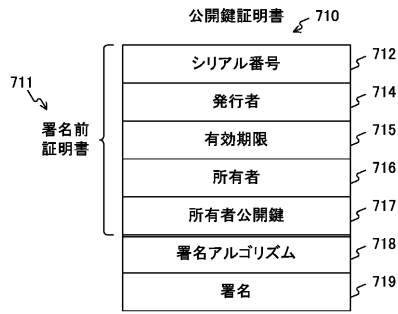 公開鍵証明書 710
シリアル番号 712
711
発行者 714
署名前
証明書
有効期限 715
所有者 716
所有者公開鍵 717
署名アルゴリズム 718
署名 719